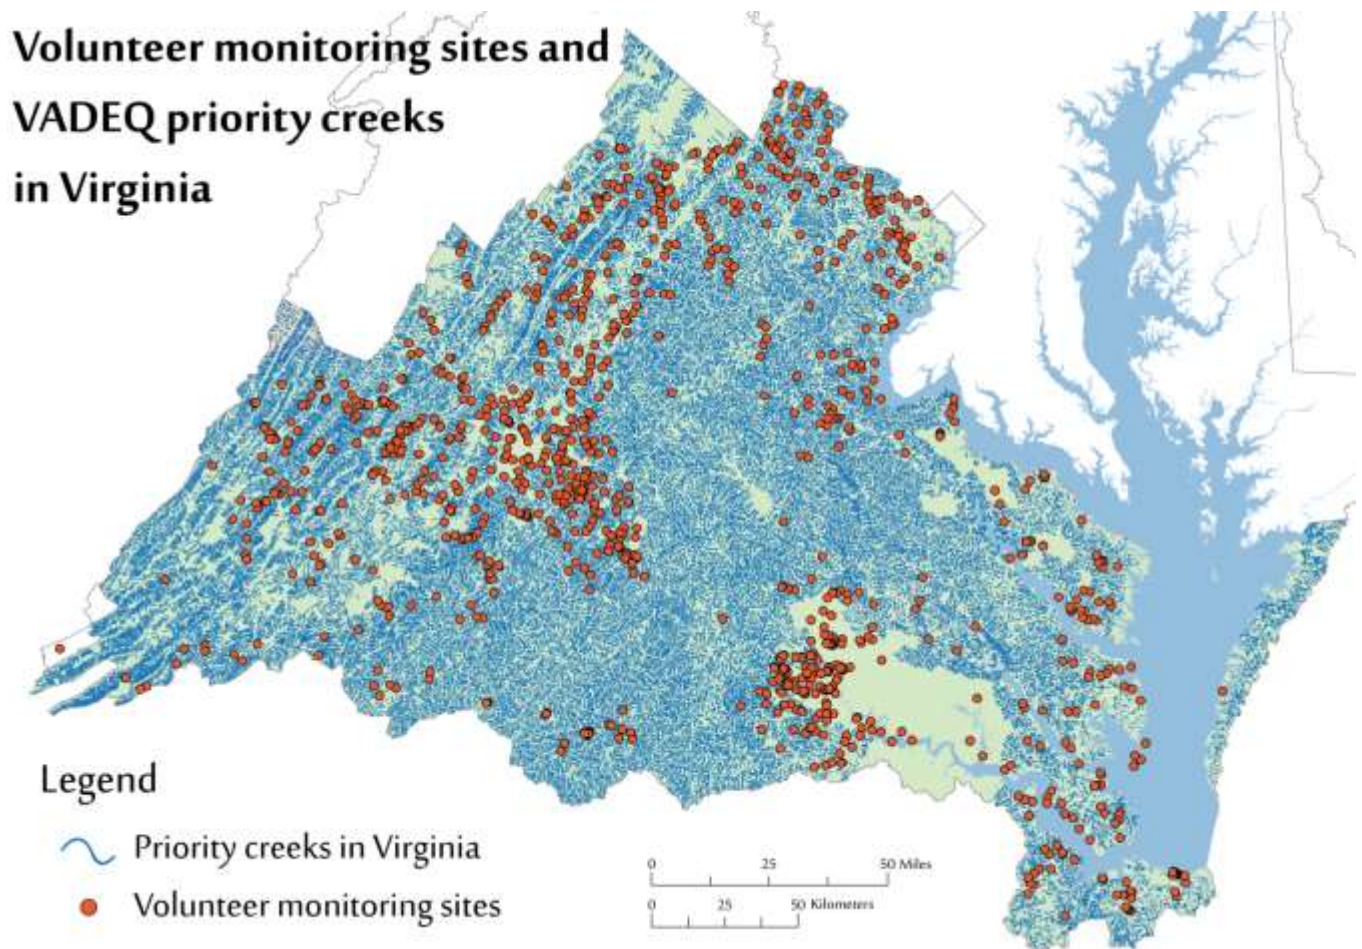 Volunteer monitoring sites and
VADEQ priority creeks
in Virginia
Legend
Priority creeks in Virginia
Volunteer monitoring sites
0 25 50 Miles
0 25 50 Kilometers